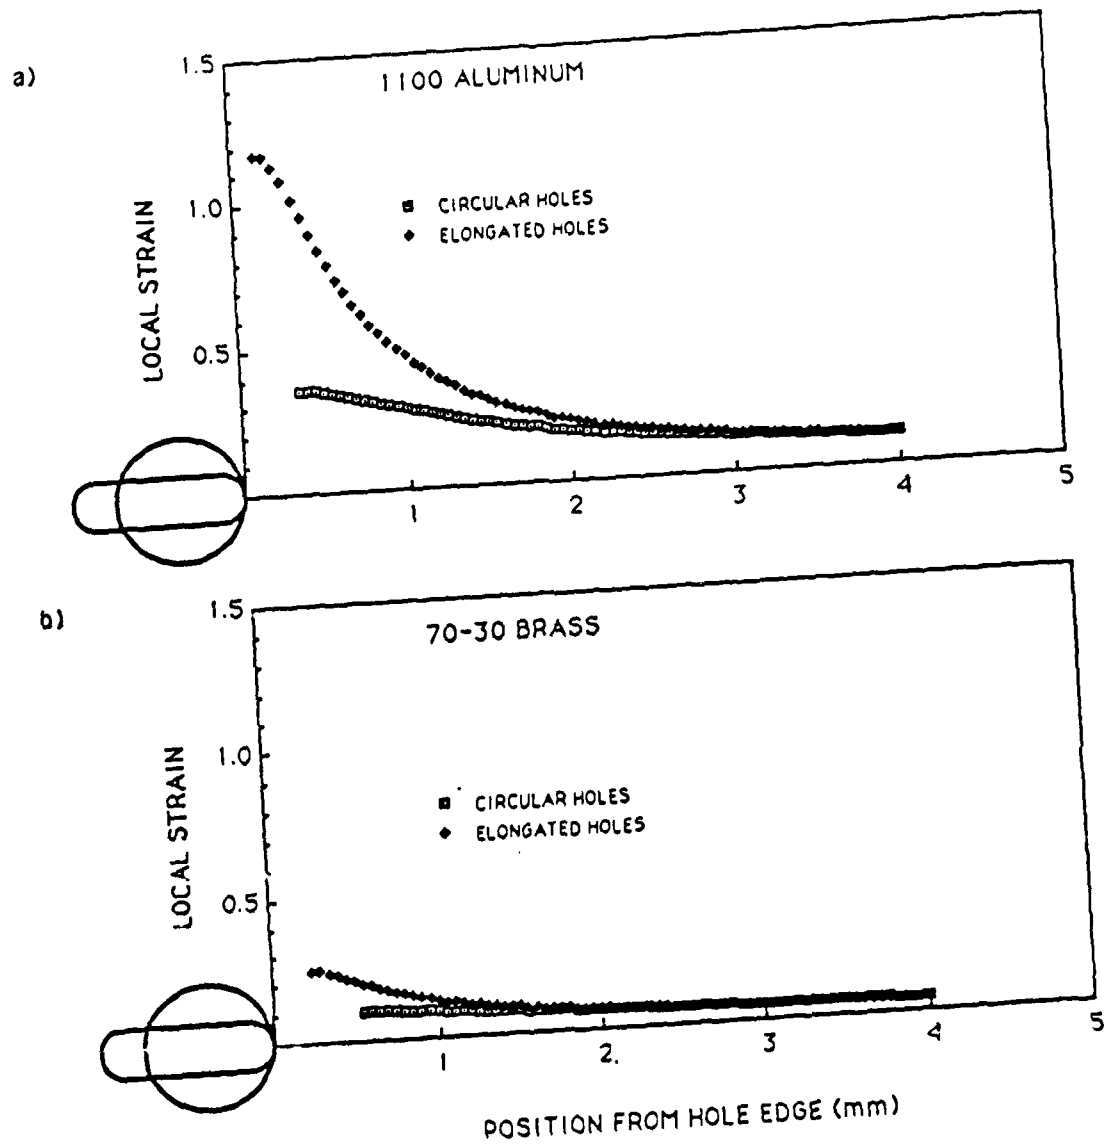 a)
1.5
1100 ALUMINUM
CIRCULAR HOLES
ELONGATED HOLES
1.0
LOCAL STRAIN
0.5
1
2
3
4
5
b)
1.5
70-30 BRASS
1.0
CIRCULAR HOLES
ELONGATED HOLES
LOCAL STRAIN
0.5
1
2.
3
4
5
POSITION FROM HOLE EDGE (mm)